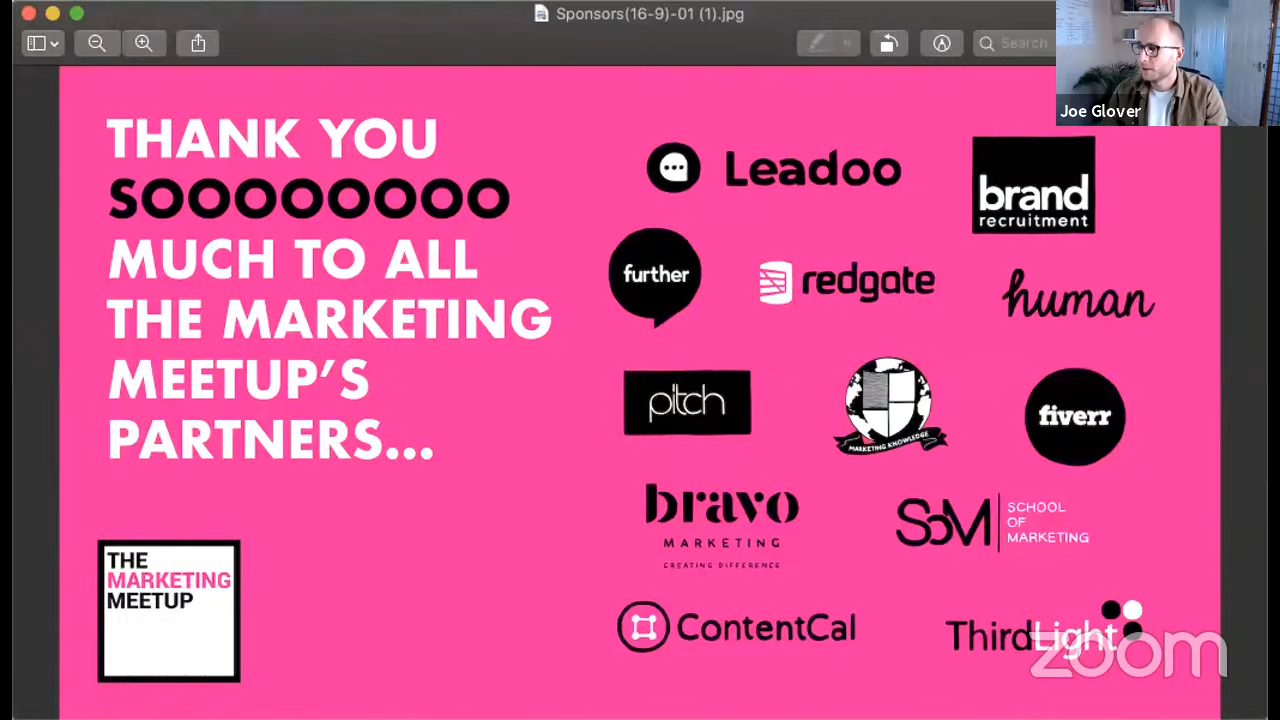 Sponsors(16-9)-01 (1).jpg
Search
Joe Glover
THANK YOU
SOOOOOOOO
MUCH TO ALL
THE MARKETING
MEETUP’S
PARTNERS...
Leadoo
brand
recruitment
further
redgate
human
pitch
MARKETING KNOWLEDGE
fiverr
bravo
MARKETING
CREATING DIFFERENCE
SoM
SCHOOL
OF
MARKETING
THE
MARKETING
MEETUP
ContentCal
ThirdLight
zoom